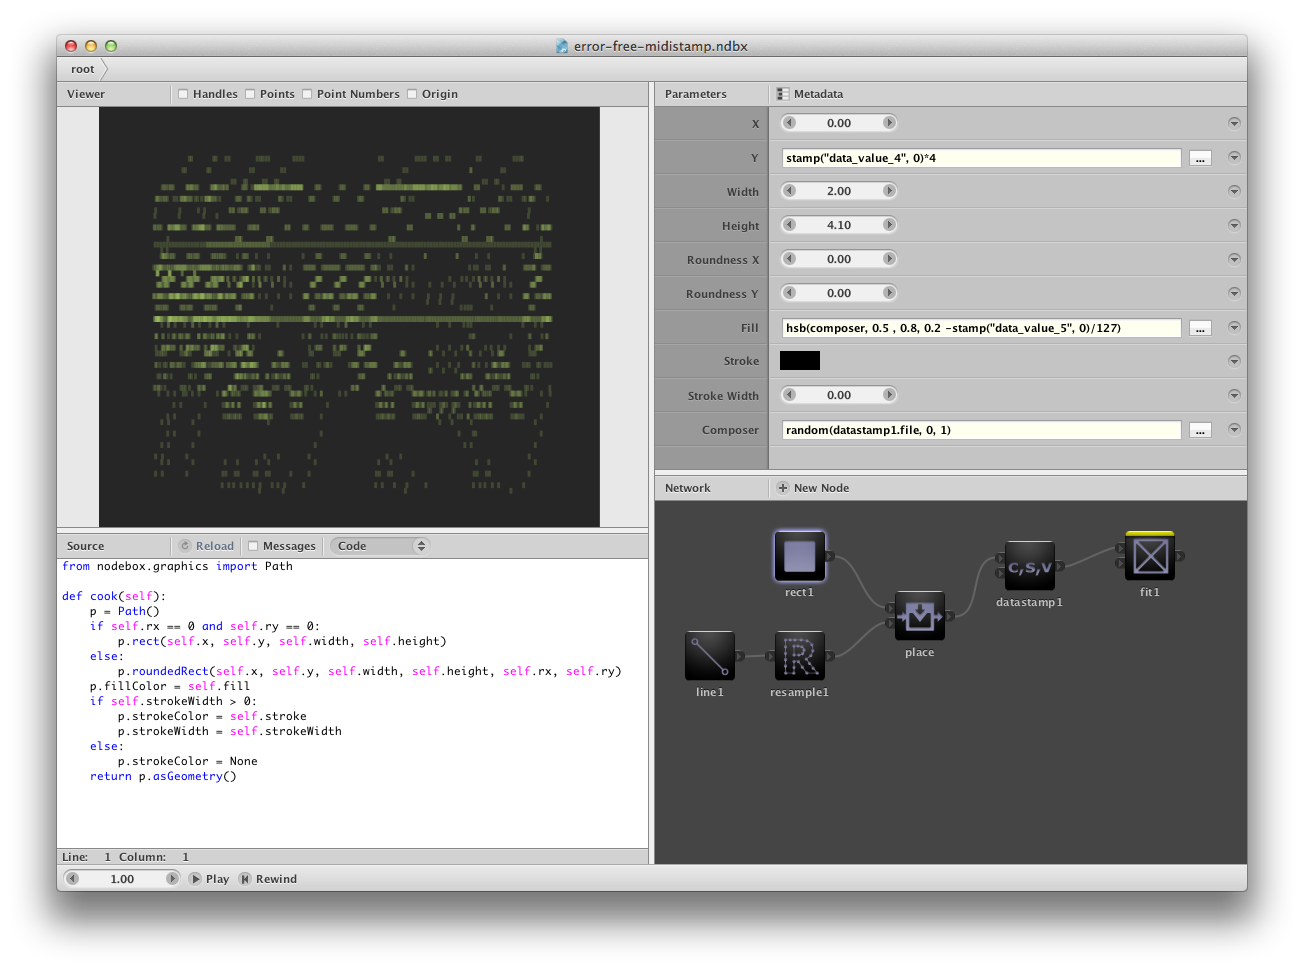 error-free-midistamp.ndbx
root
Viewer
Handles
Points
Point Numbers
Origin
Parameters
Metadata
X
0.00
Y
stamp("data_value_4", 0)*4
...
Width
2.00
Height
4.10
Roundness X
0.00
Roundness Y
0.00
Fill
hsb(composer, 0.5 , 0.8, 0.2 -stamp("data_value_5", 0)/127)
...
Stroke
Stroke Width
0.00
Composer
random(datastamp1.file, 0, 1)
...
Network
New Node
rect1
line1
R
resample1
place
c,s,v
datastamp1
fit1
Source
Reload
Messages
Code
from nodebox.graphics import Path
def cook(self):
    p = Path()
    if self.rx == 0 and self.ry == 0:
        p.rect(self.x, self.y, self.width, self.height)
    else:
        p.roundedRect(self.x, self.y, self.width, self.height, self.rx, self.ry)
    p.fillColor = self.fill
    if self.strokeWidth > 0:
        p.strokeColor = self.stroke
        p.strokeWidth = self.strokeWidth
    else:
        p.strokeColor = None
    return p.asGeometry()
Line: 1 Column: 1
1.00
Play
Rewind